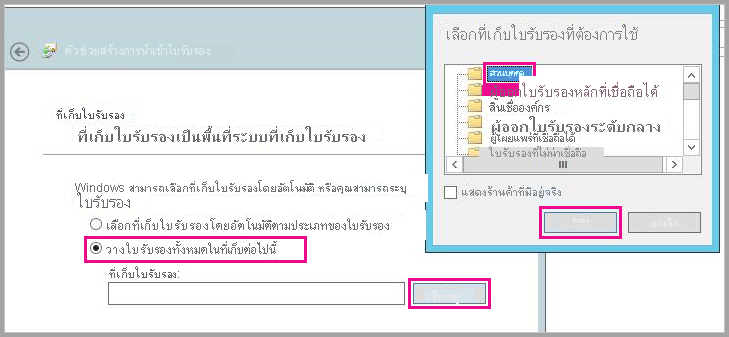 ตัวช่วยสร้างการนำเข้าใบรับรอง
ที่เก็บใบรับรอง
ที่เก็บใบรับรองเป็นพื้นที่ระบบที่เก็บใบรับรอง
Windows สามารถเลือกที่เก็บใบรับรองโดยอัตโนมัติ หรือคุณสามารถระบุ
ใบรับรอง
เลือกที่เก็บใบรับรองโดยอัตโนมัติตามประเภทของใบรับรอง
วางใบรับรองทั้งหมดในที่เก็บต่อไปนี้
ที่เก็บใบรับรอง:
เลือกที่เก็บใบรับรองที่ต้องการใช้
ส่วนบุคคล
ผู้ออกใบรับรองหลักที่เชื่อถือได้
สินเชื่อองค์กร
ผู้ออกใบรับรองระดับกลาง
ผู้เผยแพร่ที่เชื่อถือได้
ใบรับรองที่ไม่น่าเชื่อถือ
แสดงร้านค้าที่มีอยู่จริง
ตกลง
ยกเลิก